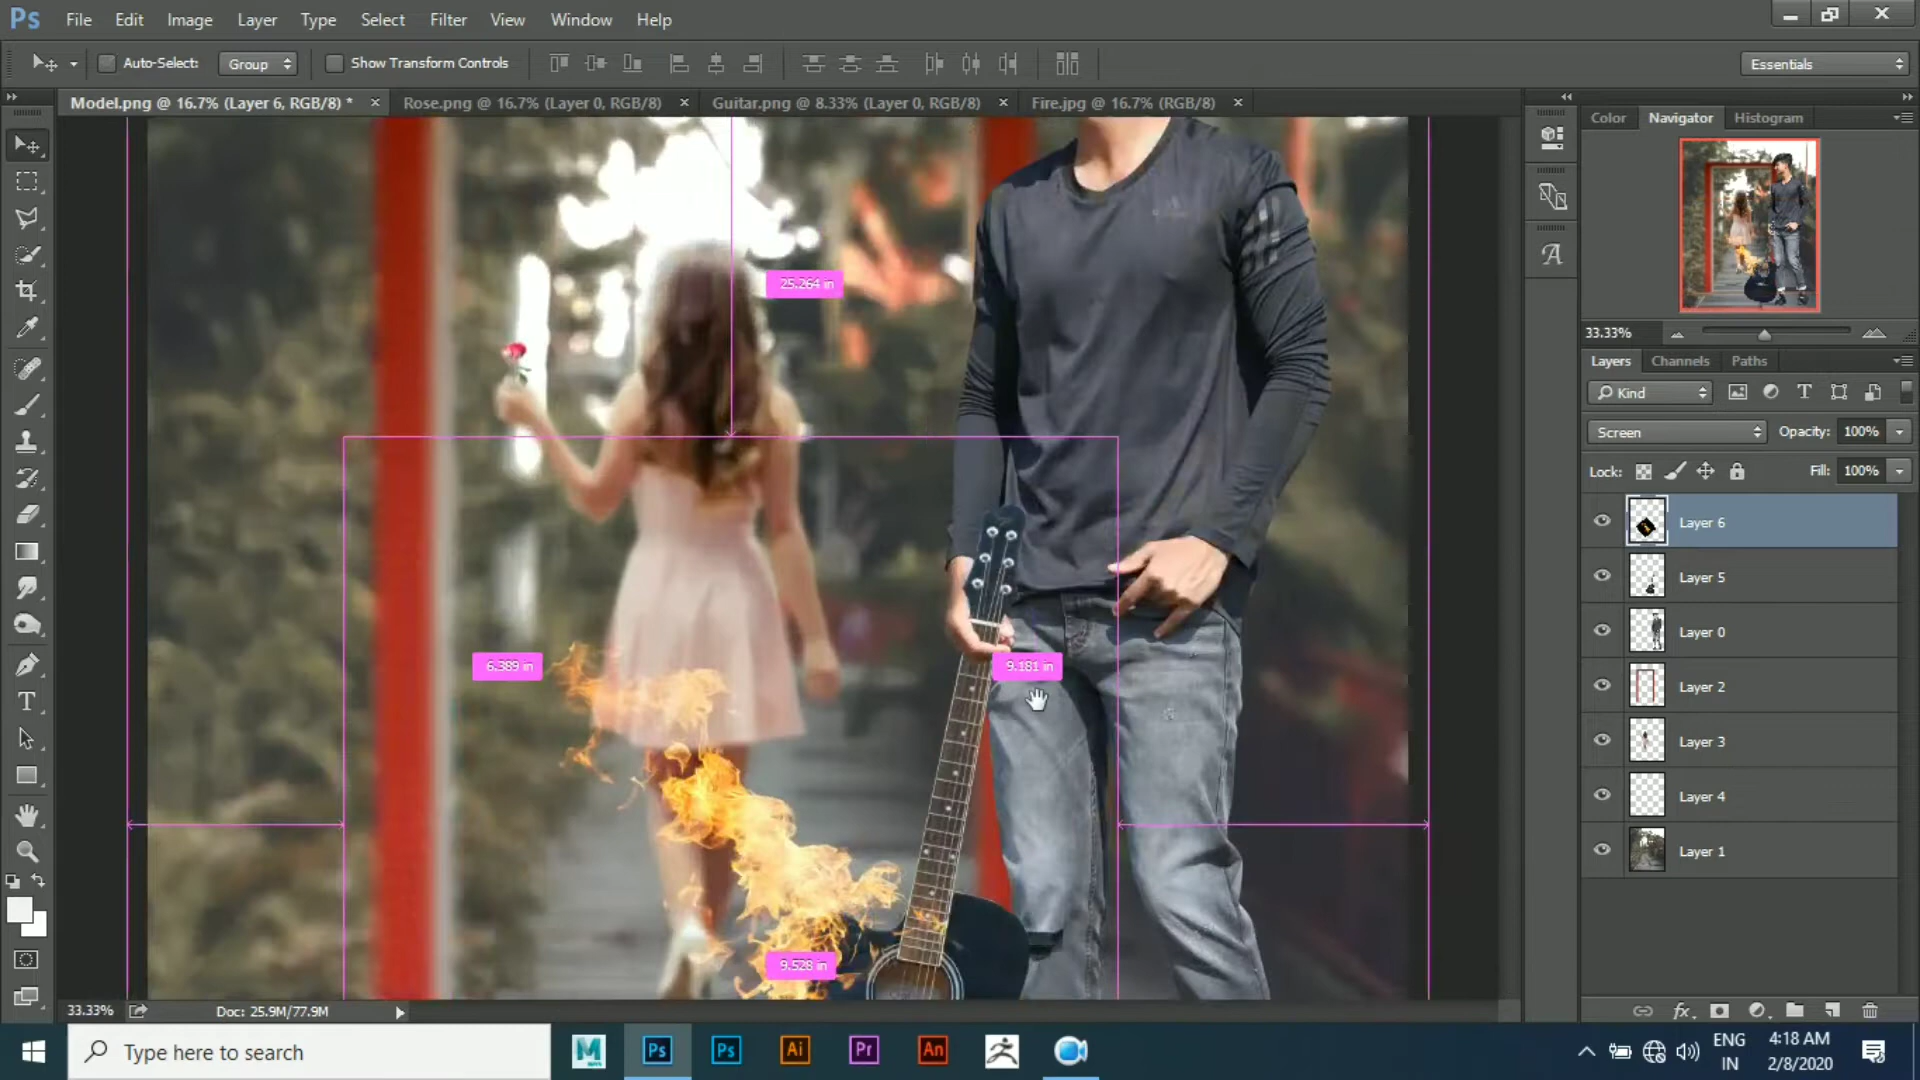 Ps File Edit Image Layer Type Select Filter View Window Help
Auto-Select: Group Show Transform Controls Essentials
Model.png @ 16.7% (Layer 6, RGB/8) * × Rose.png @ 16.7% (Layer 0, RGB/8) × Guitar.png @ 8.33% (Layer 0, RGB/8) × Fire.jpg @ 16.7% (RGB/8) ×
Color Navigator Histogram
25.264 in
33.33%
Layers Channels Paths
Kind
Screen Opacity: 100%
Lock: Fill: 100%
Layer 6
Layer 5
Layer 0
6.389 in 9.181 in
Layer 2
Layer 3
Layer 4
Layer 1
9.528 in
33.33% Doc: 25.9M/77.9M
Type here to search
M Ps Ps Ai Pr An
ENG
IN
4:18 AM
2/8/2020